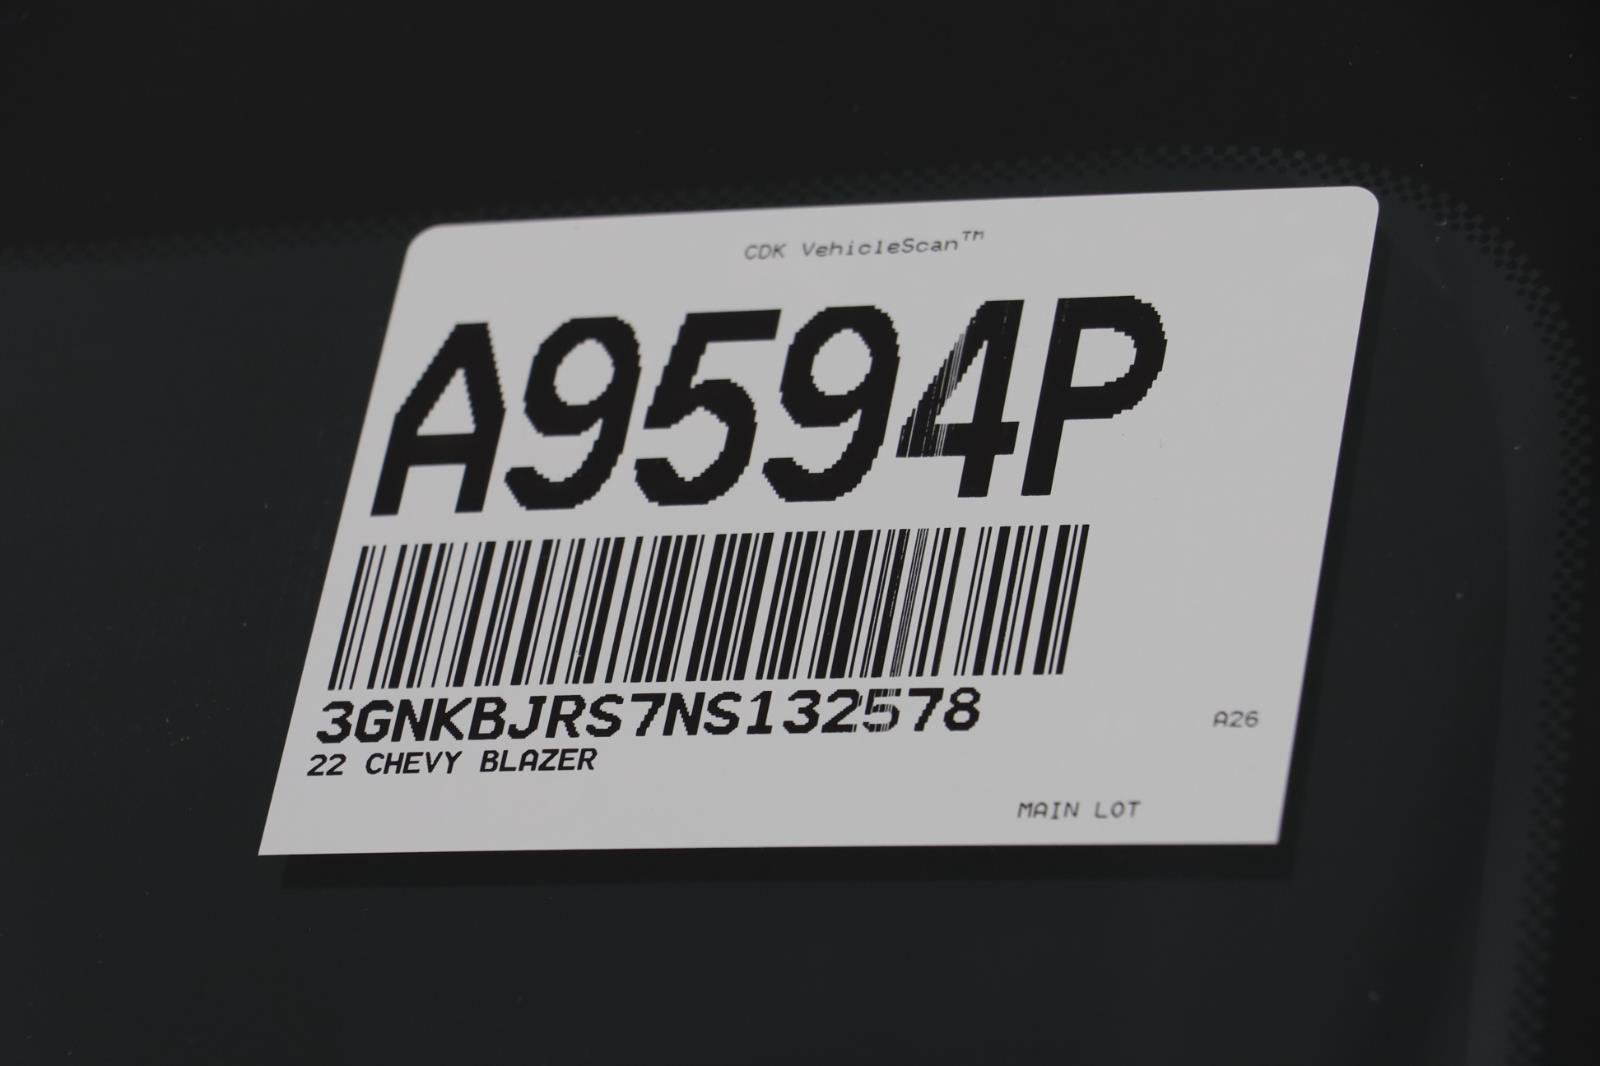 CDK VehicleScan™
A9594P
3GNKBJRS7NS132578
22 CHEVY BLAZER
A26
MAIN LOT